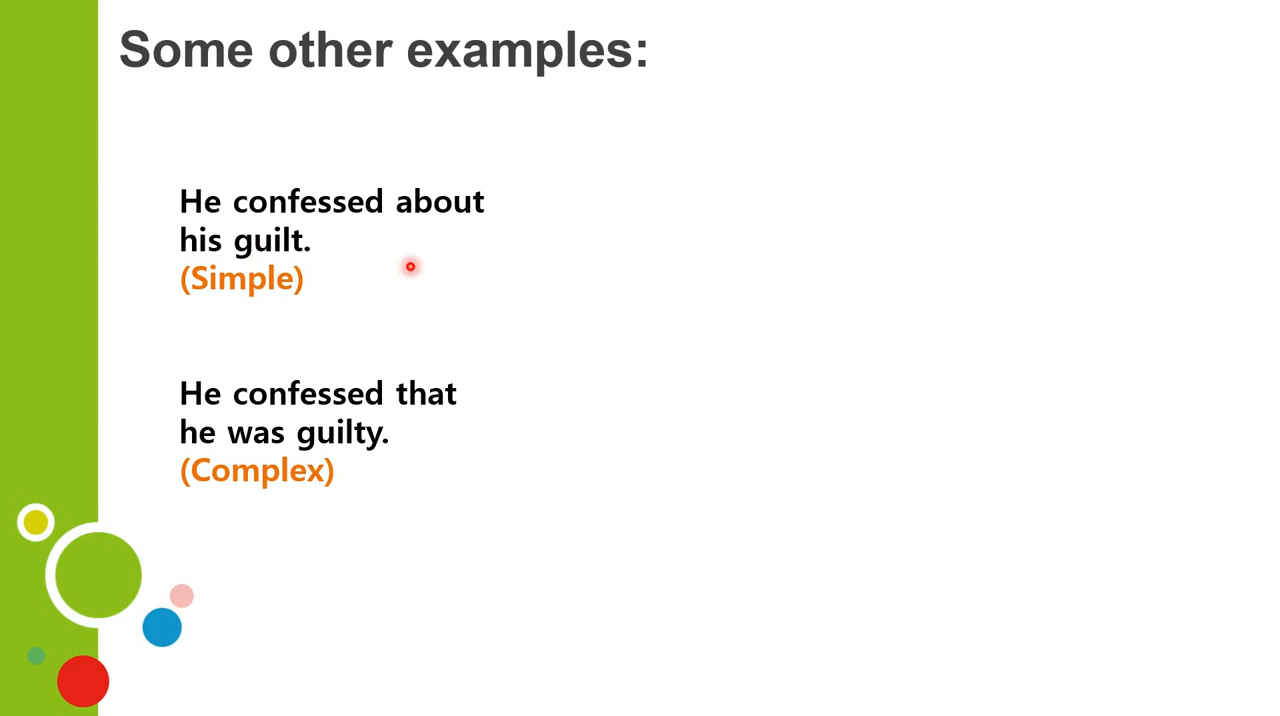 Some other examples:
He confessed about
his guilt.
(Simple)
He confessed that
he was guilty.
(Complex)